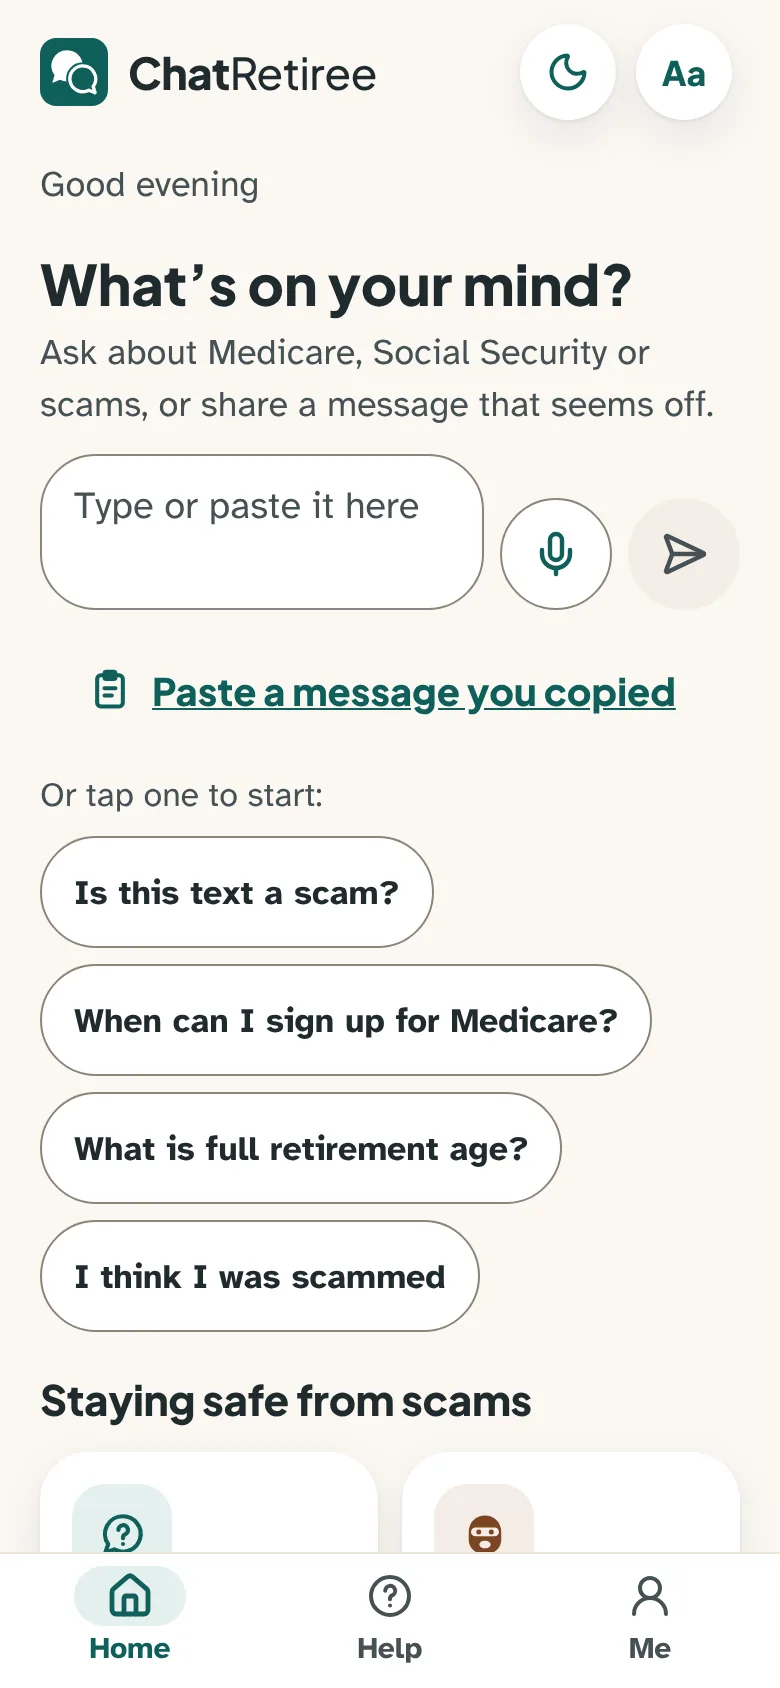 ChatRetiree
Aa
Good evening
What’s on your mind?
Ask about Medicare, Social Security or
scams, or share a message that seems off.
Type or paste it here
Paste a message you copied
Or tap one to start:
Is this text a scam?
When can I sign up for Medicare?
What is full retirement age?
I think I was scammed
Staying safe from scams
Home
Help
Me